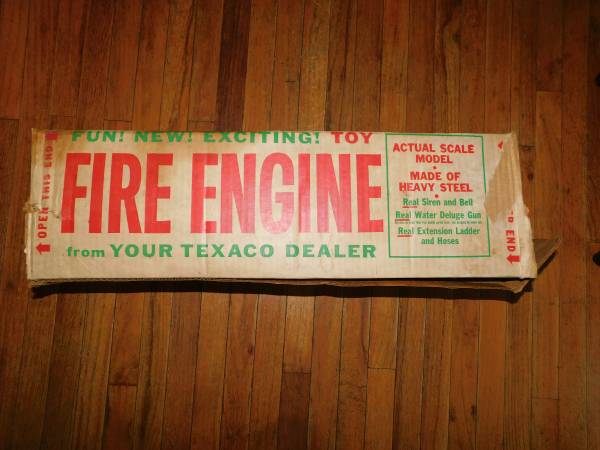 FUN! NEW! EXCITING! TOY
FIRE ENGINE
from YOUR TEXACO DEALER
ACTUAL SCALE
MODEL
•
MADE OF
HEAVY STEEL
•
Real Siren and Bell
Real Water Deluge Gun
Real Extension Ladder
and Hoses
OPEN THIS END
END